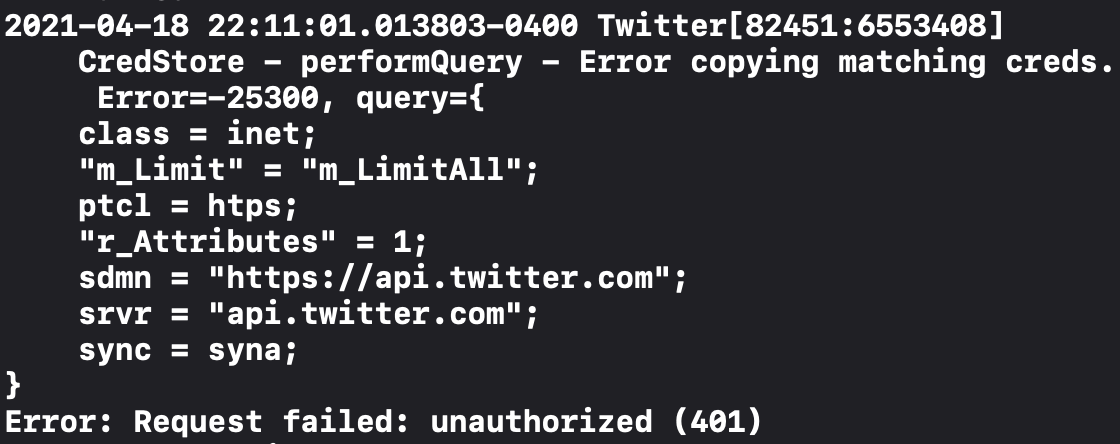 2021-04-18 22:11:01.013803-0400 Twitter[82451:6553408]
CredStore - performQuery - Error copying matching creds.
Error=-25300, query={
class = inet;
"m_Limit" = "m_LimitAll";
ptcl = htps;
"r_Attributes" = 1;
sdmn = "https://api.twitter.com";
srvr = "api.twitter.com";
sync = syna;
}
Error: Request failed: unauthorized (401)